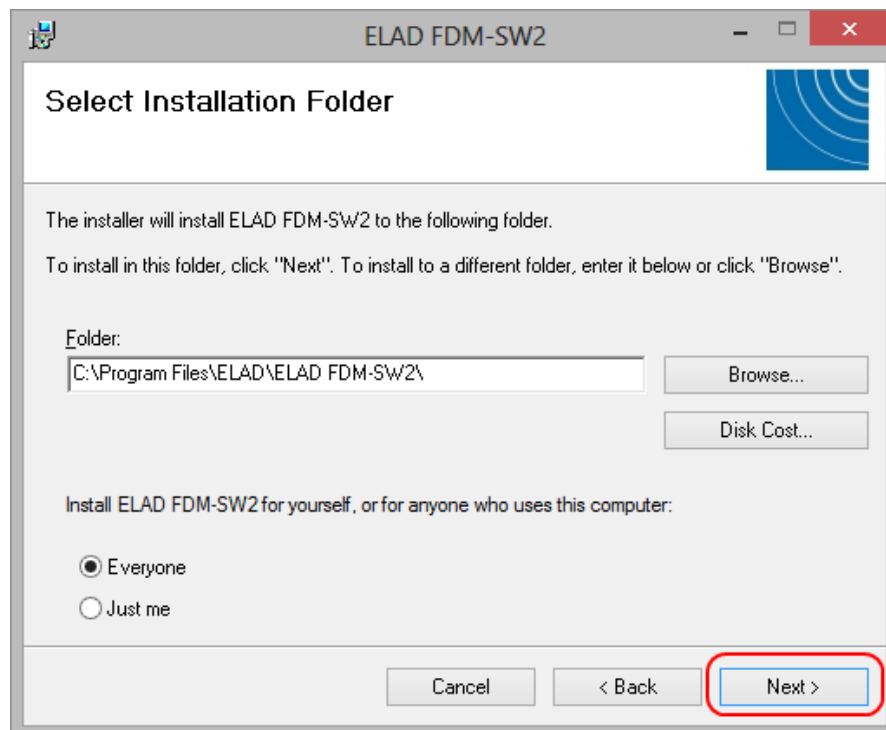 ELAD FDM-SW2
Select Installation Folder
The installer will install ELAD FDM-SW2 to the following folder.
To install in this folder, click "Next". To install to a different folder, enter it below or click "Browse".
Folder:
C:\Program Files\ELAD\ELAD FDM-SW2\
Browse...
Disk Cost...
Install ELAD FDM-SW2 for yourself, or for anyone who uses this computer:
Everyone
Just me
Cancel
< Back
Next >